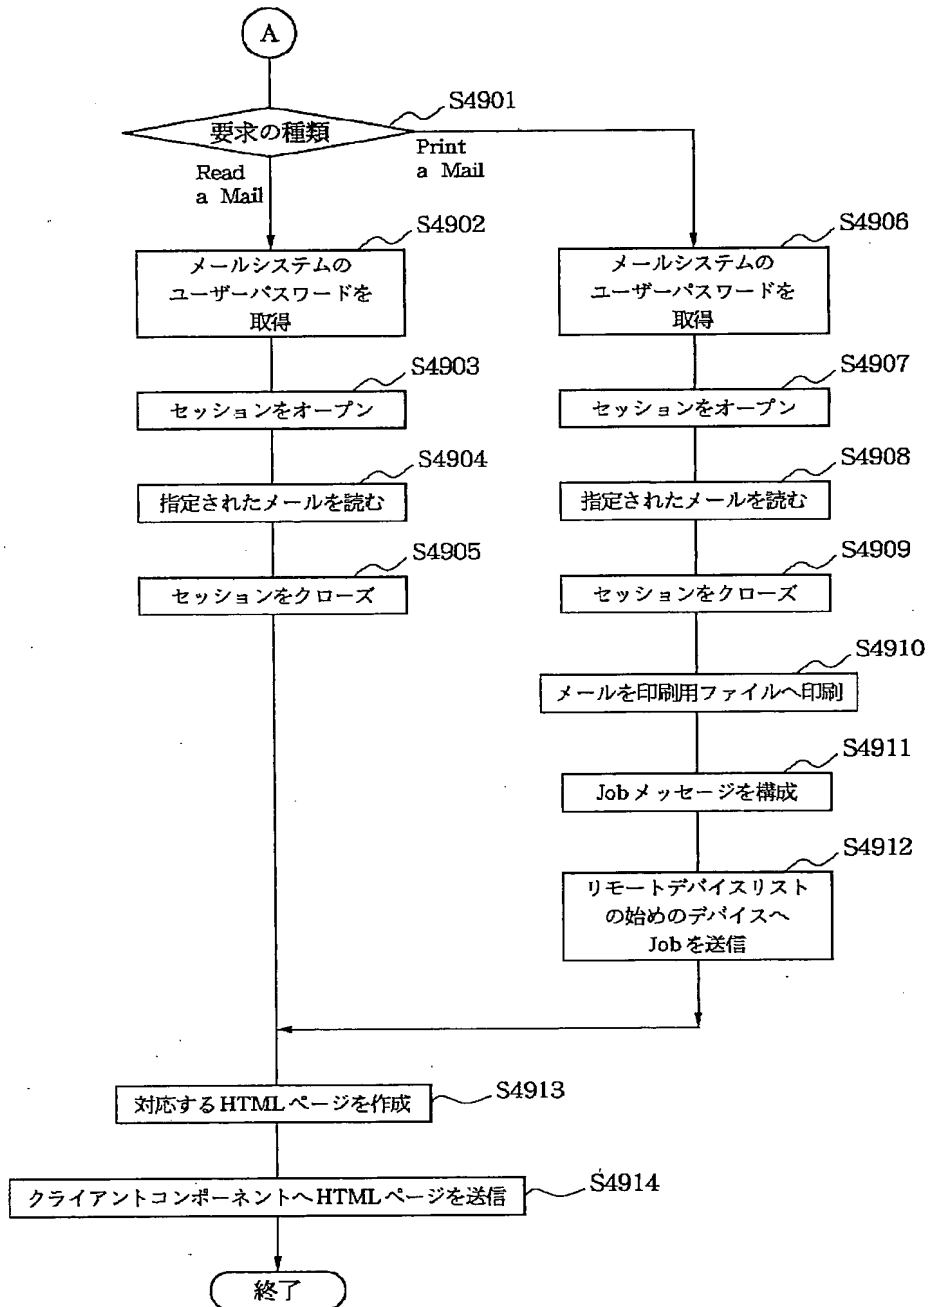 A
S4901
要求の種類
Print
a Mail
Read
a Mail
S4902
メールシステムの
ユーザーパスワードを
取得
S4903
セッションをオープン
S4904
指定されたメールを読む
S4905
セッションをクローズ
S4906
メールシステムの
ユーザーパスワードを
取得
S4907
セッションをオープン
S4908
指定されたメールを読む
S4909
セッションをクローズ
S4910
メールを印刷用ファイルへ印刷
S4911
Jobメッセージを構成
S4912
リモートデバイスリスト
の始めのデバイスへ
Jobを送信
対応するHTMLページを作成
S4913
クライアントコンポーネントへHTMLページを送信
S4914
終了